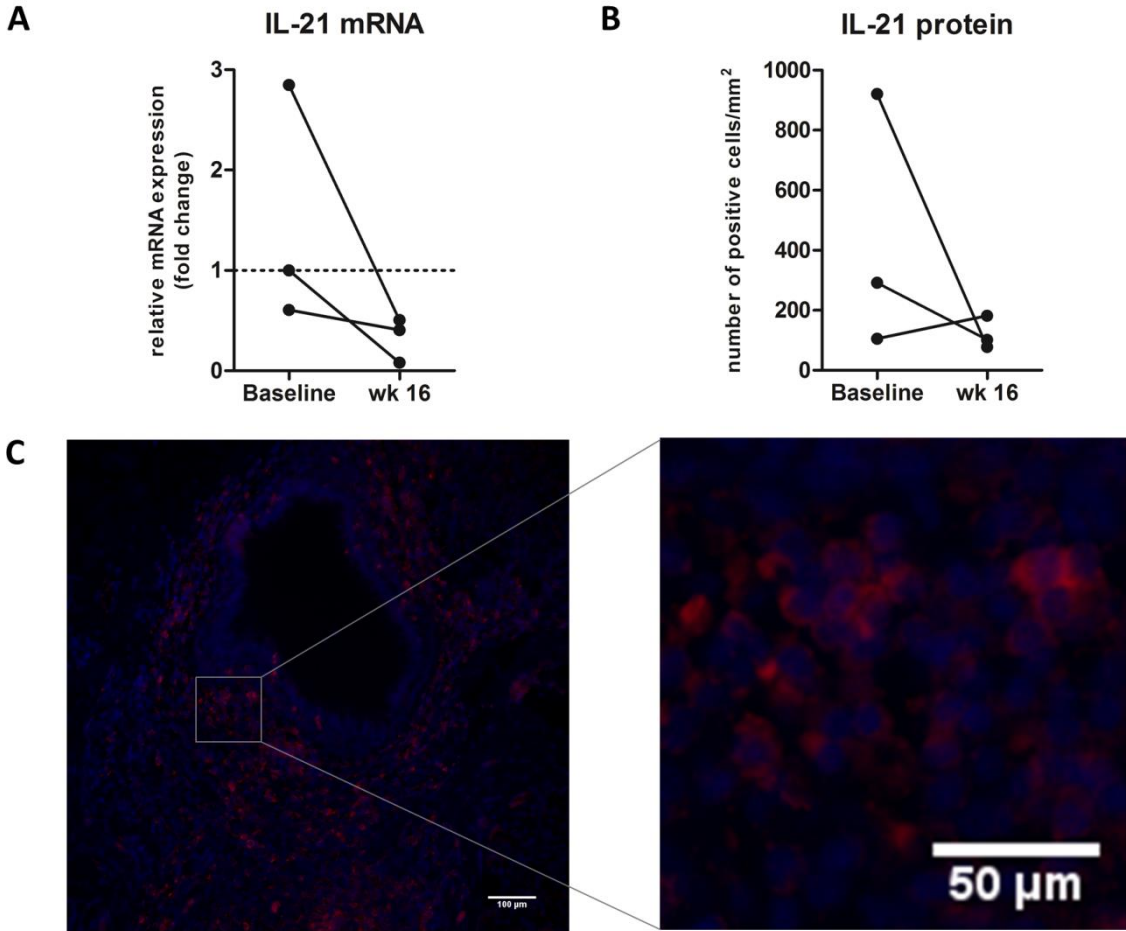 A
IL-21 mRNA
relative mRNA expression
(fold change)
3
2
1
0
Baseline
wk 16
B
IL-21 protein
number of positive cells/mm²
1000
800
600
400
200
0
Baseline
wk 16
C
100 µm
50 µm